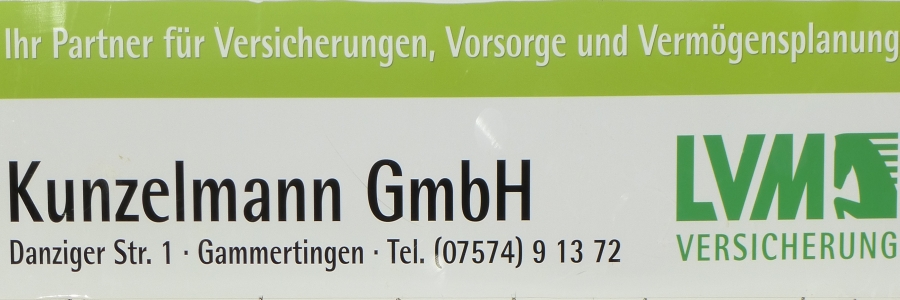 Ihr Partner für Versicherungen, Vorsorge und Vermögensplanung
Kunzelmann GmbH
Danziger Str. 1 · Gammertingen · Tel. (07574) 9 13 72
LVM
VERSICHERUNG